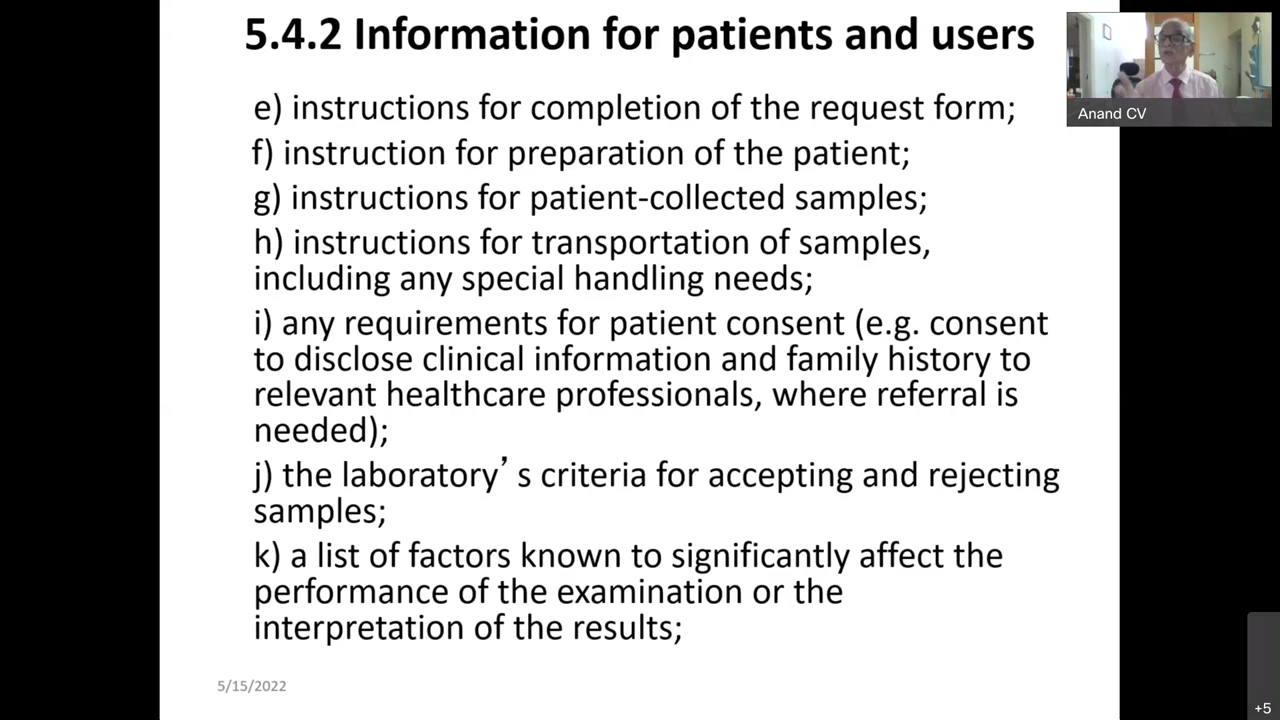 5.4.2 Information for patients and users
Anand CV
e) instructions for completion of the request form;
f) instruction for preparation of the patient;
g) instructions for patient-collected samples;
h) instructions for transportation of samples,
including any special handling needs;
i) any requirements for patient consent (e.g. consent
to disclose clinical information and family history to
relevant healthcare professionals, where referral is
needed);
j) the laboratory’ s criteria for accepting and rejecting
samples;
k) a list of factors known to significantly affect the
performance of the examination or the
interpretation of the results;
5/15/2022
+5